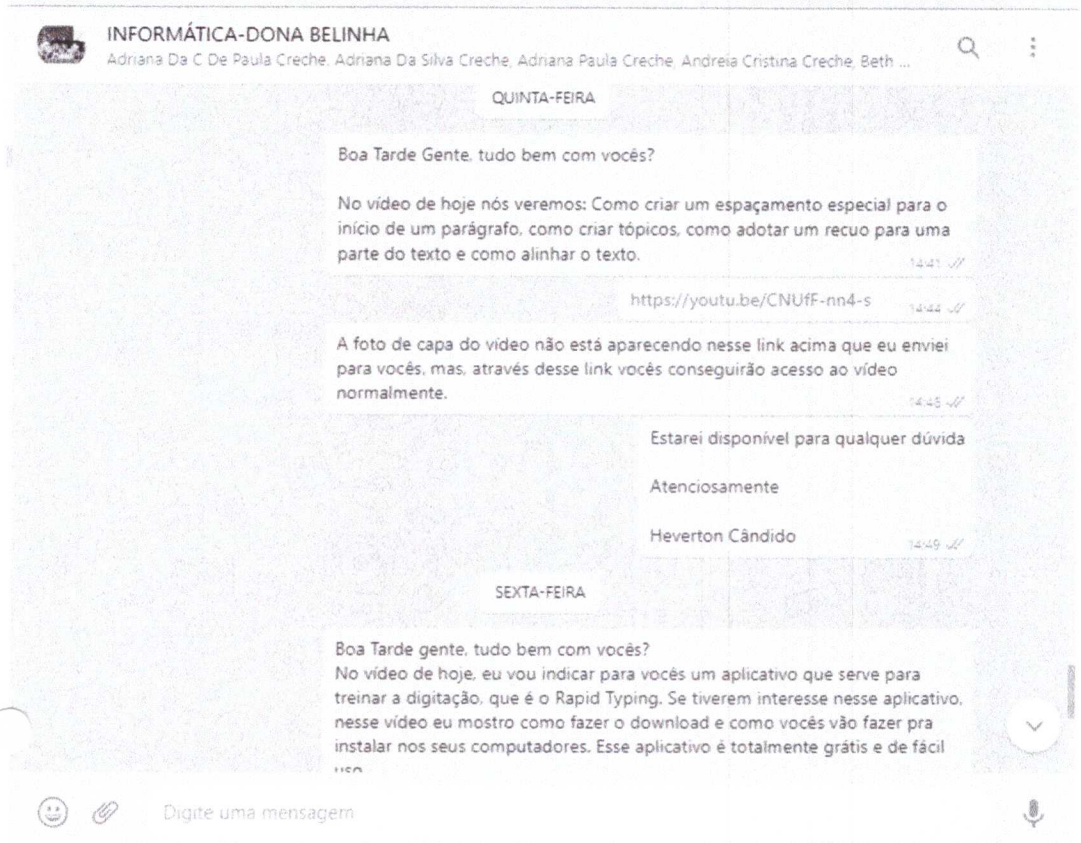 INFORMÁTICA-DONA BELINHA
Adriana Da C De Paula Creche, Adriana Da Silva Creche, Adriana Paula Creche, Andreia Cristina Creche, Beth ...
QUINTA-FEIRA
Boa Tarde Gente, tudo bem com vocês?
No vídeo de hoje nós veremos: Como criar um espaçamento especial para o
início de um parágrafo, como criar tópicos, como adotar um recuo para uma
parte do texto e como alinhar o texto.
14:41
https://youtu.be/CNUfF-nn4-s
14:44
A foto de capa do vídeo não está aparecendo nesse link acima que eu enviei
para vocês, mas, através desse link vocês conseguirão acesso ao vídeo
normalmente.
14:45
Estarei disponível para qualquer dúvida
Atenciosamente
Heverton Cândido
14:49
SEXTA-FEIRA
Boa Tarde gente, tudo bem com vocês?
No vídeo de hoje, eu vou indicar para vocês um aplicativo que serve para
treinar a digitação, que é o Rapid Typing. Se tiverem interesse nesse aplicativo,
nesse vídeo eu mostro como fazer o download e como vocês vão fazer pra
instalar nos seus computadores. Esse aplicativo é totalmente grátis e de fácil
uso
Digite uma mensagem